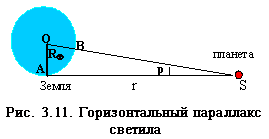 O
B
R⊕
планета
A
p
Земля
r
S
Рис. 3.11. Горизонтальный параллакс
светила